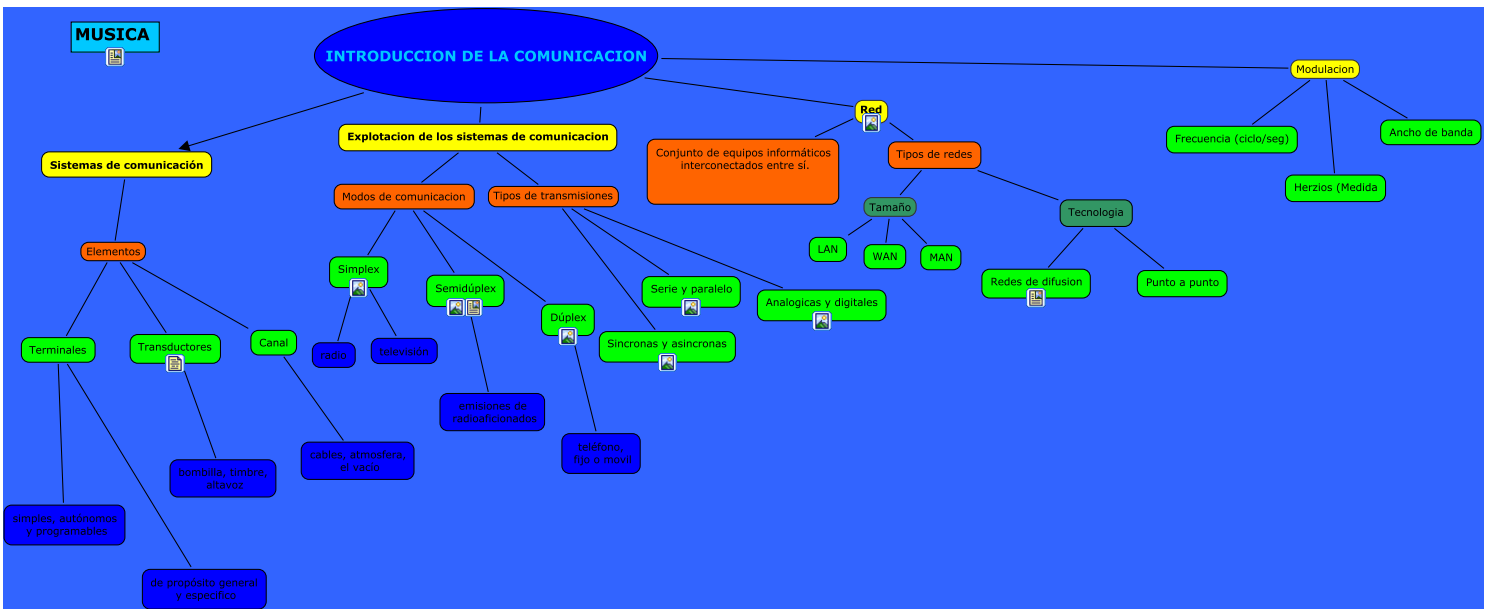 MUSICA
INTRODUCCION DE LA COMUNICACION
Sistemas de comunicación
Elementos
Terminales
simples, autónomos
y programables
de propósito general
y especifico
Transductores
bombilla, timbre,
altavoz
Canal
cables, atmosfera,
el vacio
Explotacion de los sistemas de comunicacion
Modos de comunicacion
Simplex
radio
televisión
Semidúplex
emisiones de
radioaficionados
Dúplex
teléfono,
fijo o movil
Tipos de transmisiones
Sincronas y asincronas
Serie y paralelo
Analogicas y digitales
Red
Conjunto de equipos informáticos
interconectados entre sí.
Tipos de redes
Tamaño
LAN
WAN
MAN
Tecnologia
Redes de difusion
Punto a punto
Modulacion
Frecuencia (ciclo/seg)
Herzios (Medida
Ancho de banda